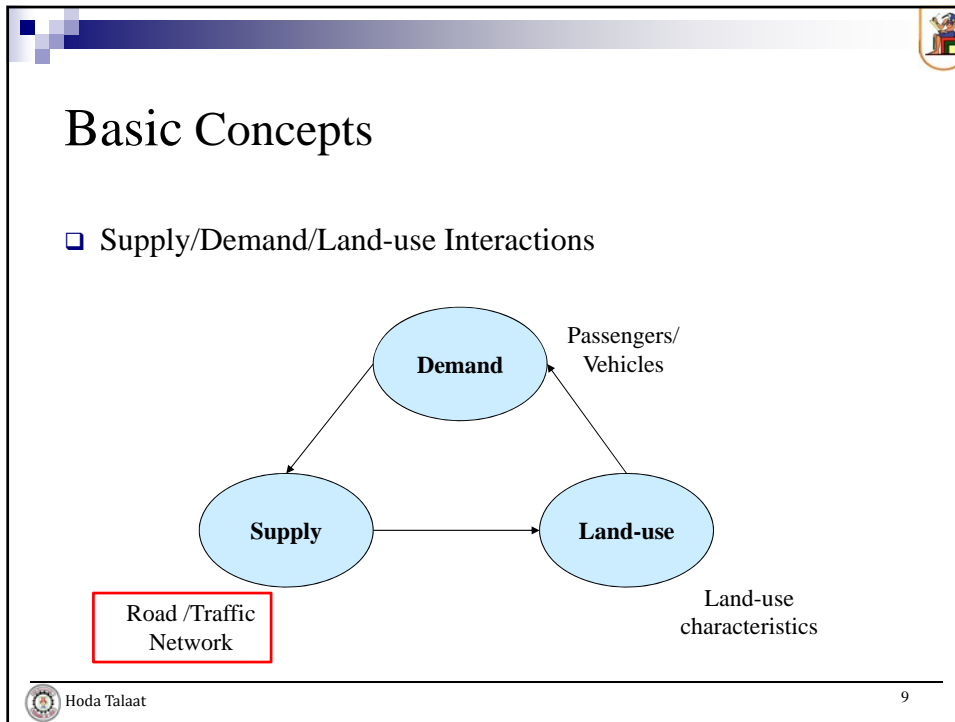 Basic Concepts
Supply/Demand/Land-use Interactions
Demand
Passengers/
Vehicles
Supply
Land-use
Road /Traffic
Network
Land-use
characteristics
Hoda Talaat
9